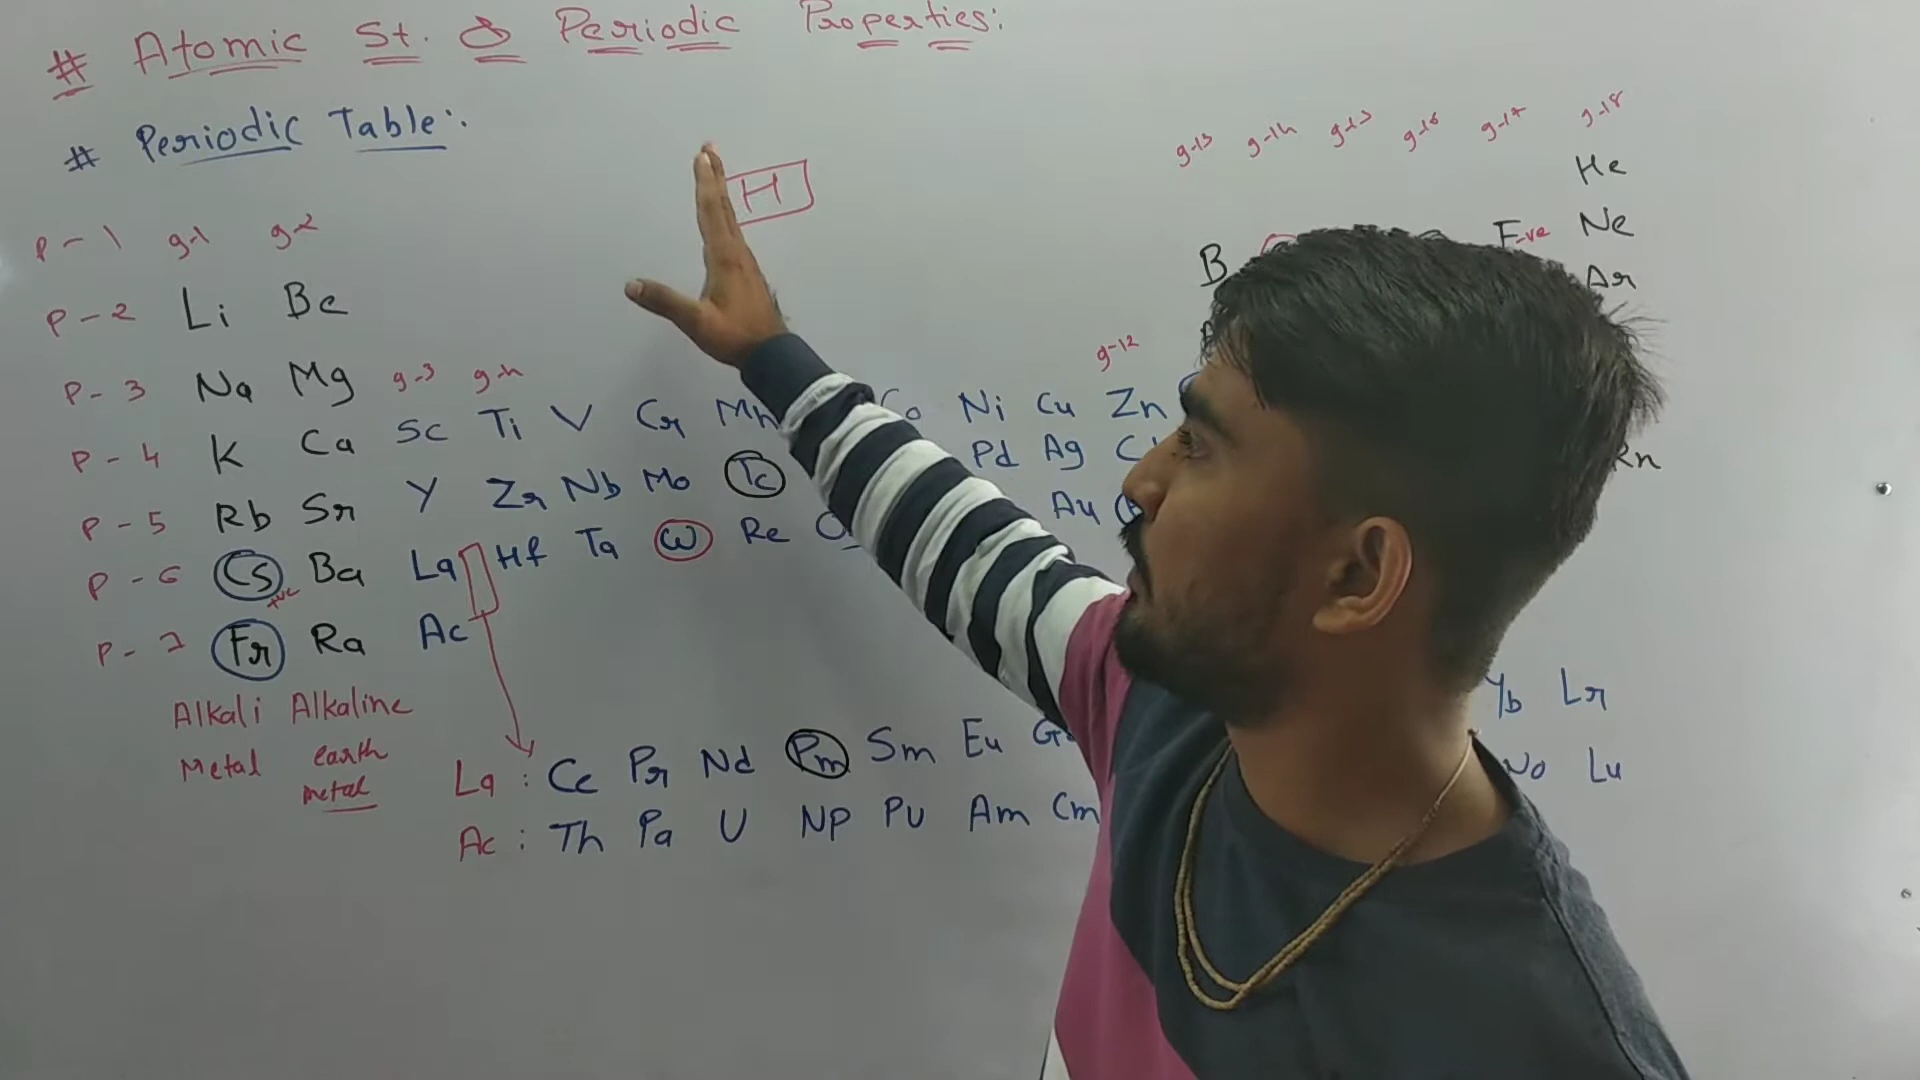 # Atomic St. & Periodic Properties:
# Periodic Table:
g-13 g-14 g-15 g-16 g-17 g-18
H He
P-1 g-1 g-2
B F -ve Ne
P-2 Li Be Ar
g-12
P-3 Na Mg g-3 g-4
P-4 K Ca Sc Ti V Cr Mn Co Ni Cu Zn
P-5 Rb Sr Y Zr Nb Mo Tc Pd Ag Rn
P-6 Cs +ve Ba La Hf Ta W Re Au
P-7 Fr Ra Ac
Alkali Alkaline
Metal earth
metal
La : Ce Pr Nd Pm Sm Eu Yb Lr
Ac : Th Pa U Np Pu Am Cm No Lu